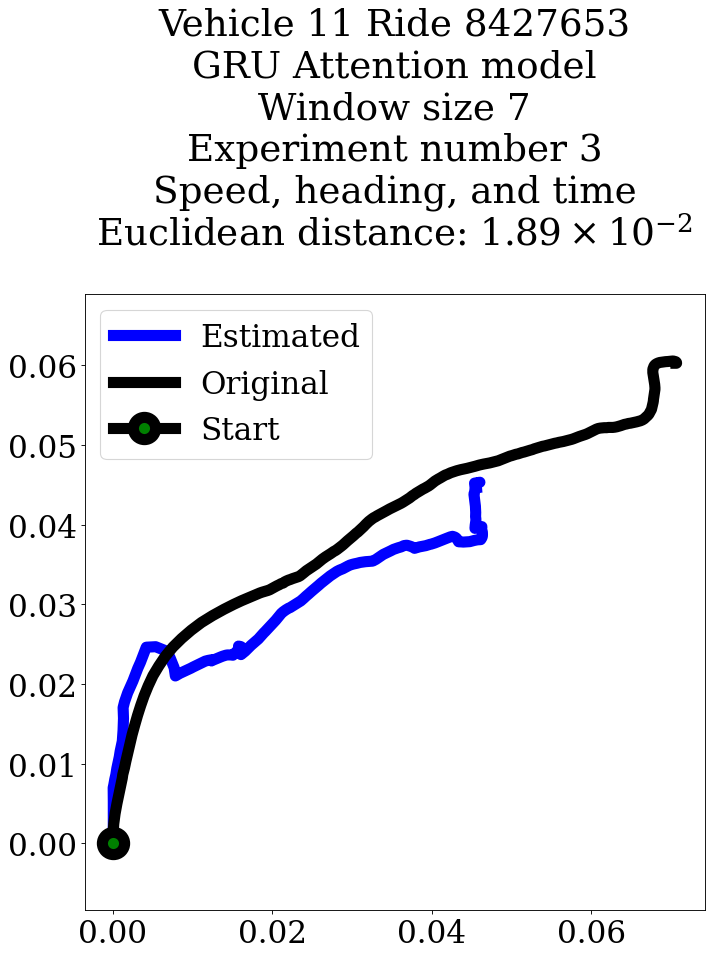 Vehicle 11 Ride 8427653
GRU Attention model
Window size 7
Experiment number 3
Speed, heading, and time
Euclidean distance: 1.89 × 10⁻²
Estimated
Original
Start
0.06
0.05
0.04
0.03
0.02
0.01
0.00
0.00 0.02 0.04 0.06